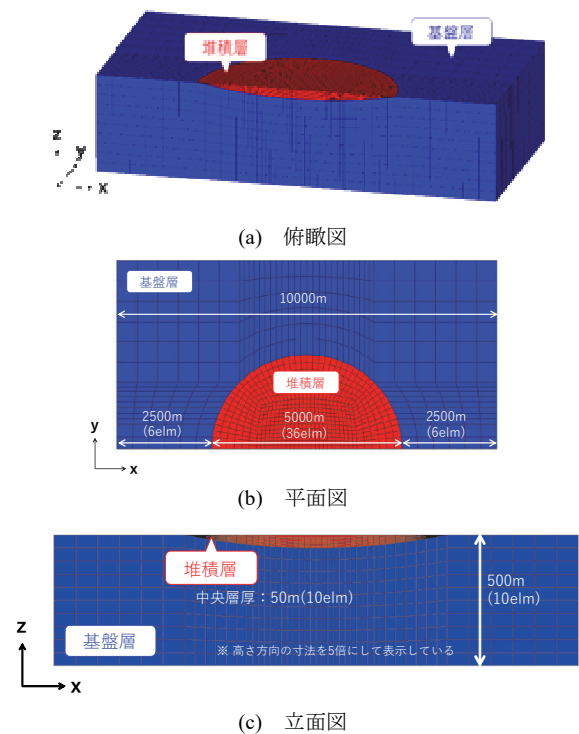 堆積層
基盤層
z
y
x
(a) 俯瞰図
基盤層
10000m
堆積層
2500m
(6elm)
5000m
(36elm)
2500m
(6elm)
y
x
(b) 平面図
堆積層
中央層厚：50m(10elm)
500m
(10elm)
z
基盤層
※ 高さ方向の寸法を5倍にして表示している
x
(c) 立面図